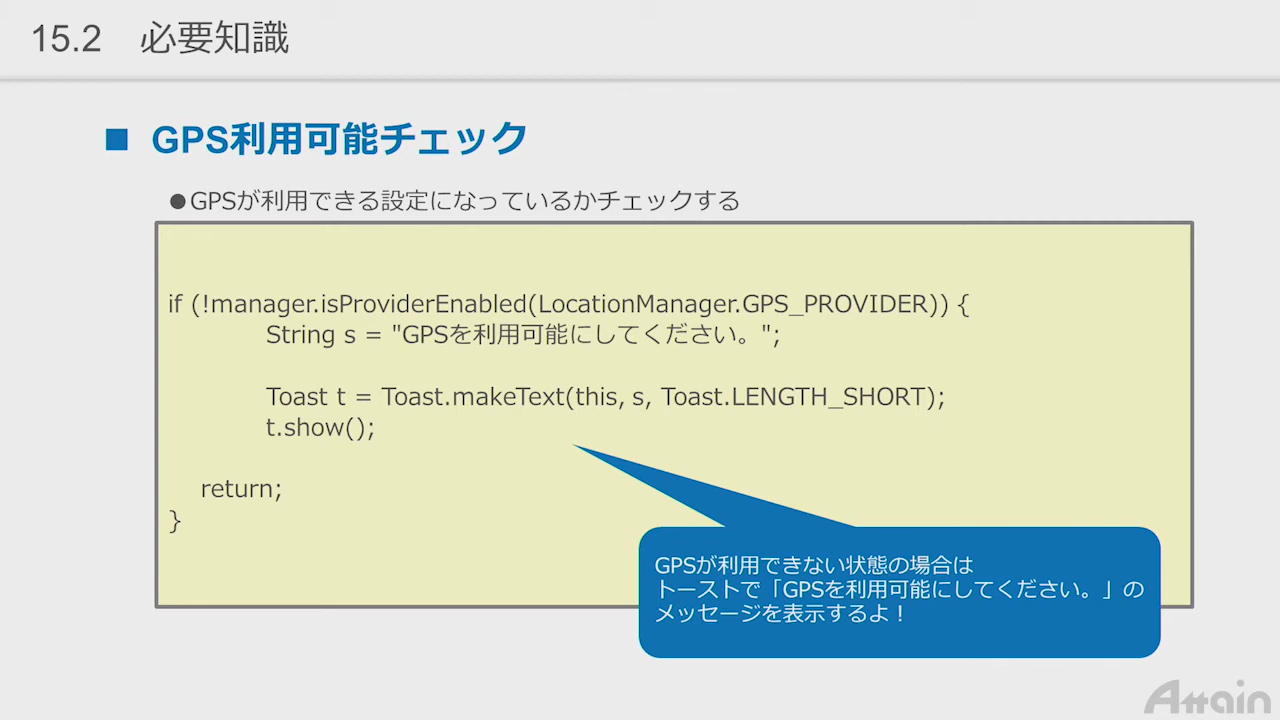 15.2 必要知識
■ GPS利用可能チェック
●GPSが利用できる設定になっているかチェックする
if (!manager.isProviderEnabled(LocationManager.GPS_PROVIDER)) {
String s = "GPSを利用可能にしてください。";
Toast t = Toast.makeText(this, s, Toast.LENGTH_SHORT);
t.show();
return;
}
GPSが利用できない状態の場合は
トーストで「GPSを利用可能にしてください。」の
メッセージを表示するよ！
Attain